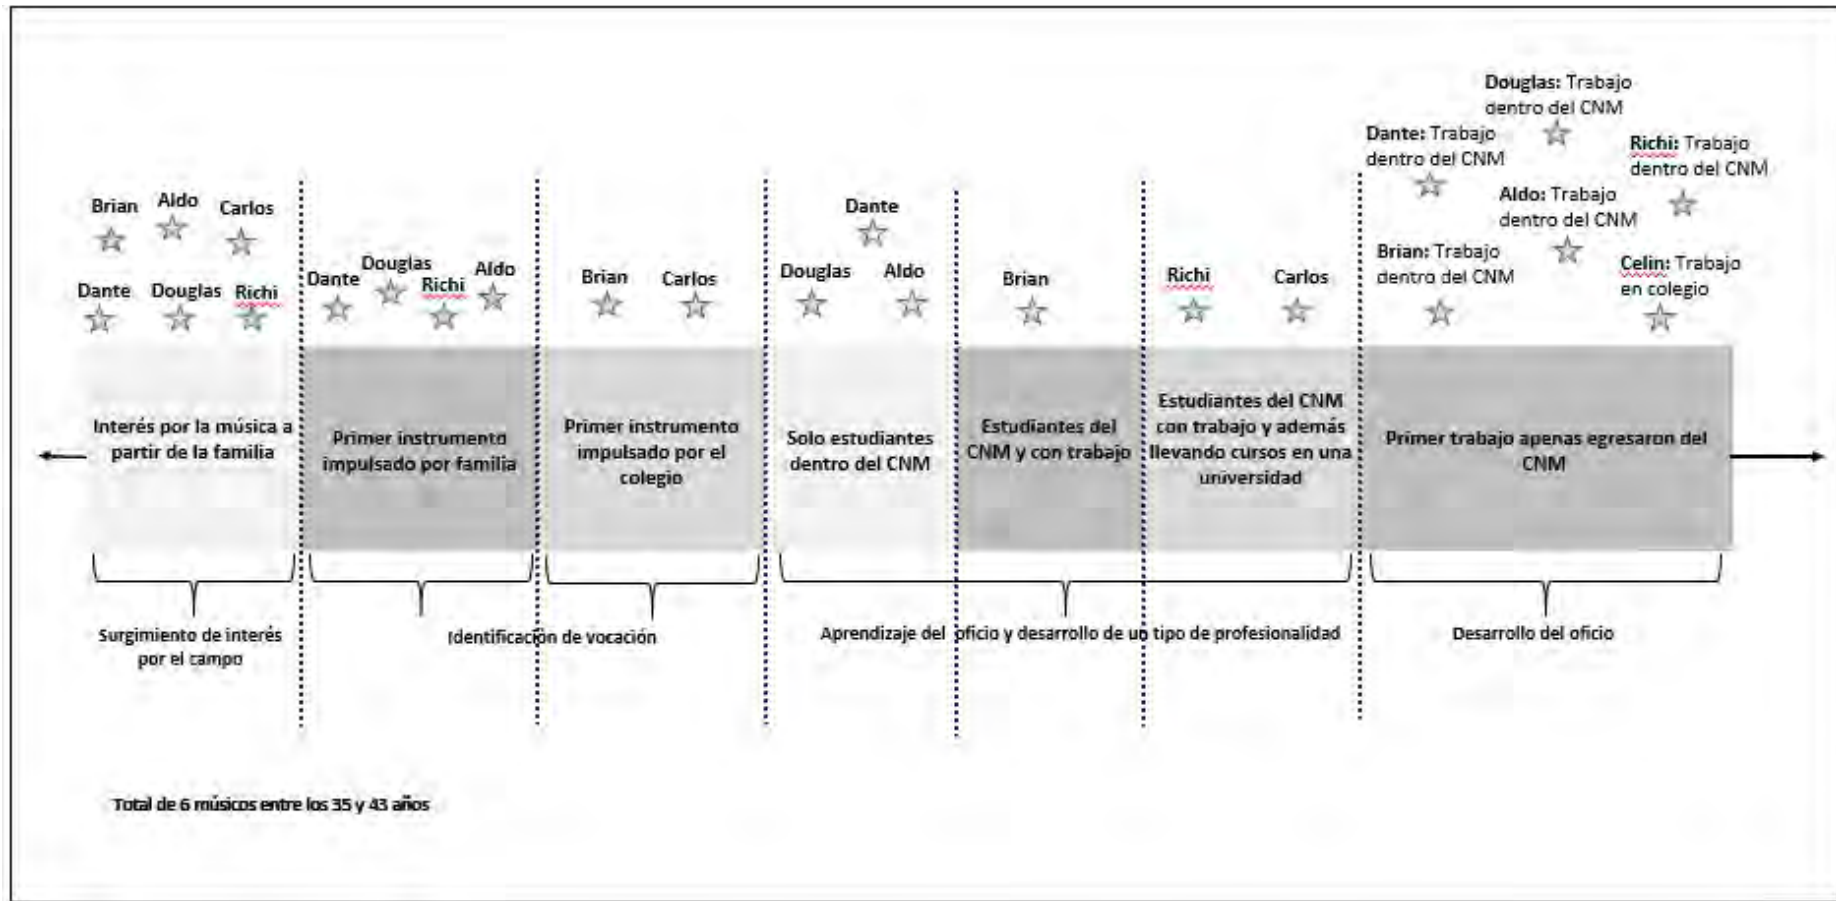 Brian
Aldo
Carlos
Dante
Douglas
Richi
Dante
Douglas
Richi
Aldo
Brian
Carlos
Dante
Douglas
Aldo
Brian
Richi
Carlos
Douglas: Trabajo
dentro del CNM
Dante: Trabajo
dentro del CNM
Richi: Trabajo
dentro del CNM
Aldo: Trabajo
dentro del CNM
Brian: Trabajo
dentro del CNM
Celin: Trabajo
en colegio
Interés por la música a
partir de la familia
Primer instrumento
impulsado por familia
Primer instrumento
impulsado por el
colegio
Solo estudiantes
dentro del CNM
Estudiantes del
CNM y con trabajo
Estudiantes del CNM
con trabajo y además
llevando cursos en una
universidad
Primer trabajo apenas egresaron del
CNM
Surgimiento de interés
por el campo
Identificación de vocación
Aprendizaje del oficio y desarrollo de un tipo de profesionalidad
Desarrollo del oficio
Total de 6 músicos entre los 35 y 43 años